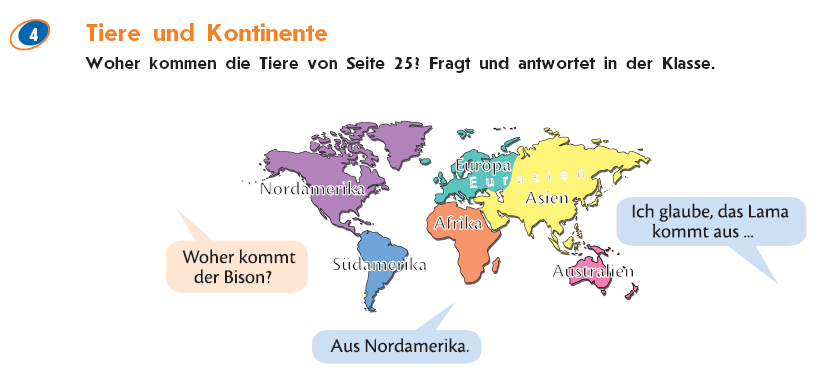 4
Tiere und Kontinente
Woher kommen die Tiere von Seite 25? Fragt und antwortet in der Klasse.
Europa
Eurasien
Nordamerika
Asien
Afrika
Ich glaube, das Lama
kommt aus ...
Woher kommt
der Bison?
Südamerika
Australien
Aus Nordamerika.